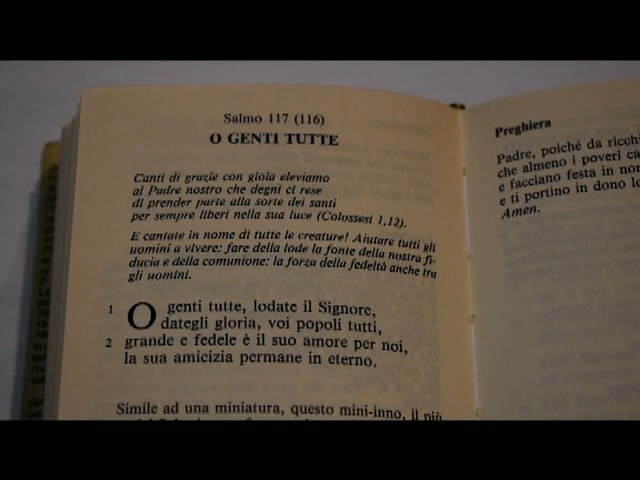 Salmo 117 (116)
O GENTI TUTTE
Canti di grazie con gioia eleviamo
al Padre nostro che degni ci rese
di prender parte alla sorte dei santi
per sempre liberi nella sua luce (Colossesi 1,12).
E cantate in nome di tutte le creature! Aiutare tutti gli
uomini a vivere: fare della lode la fonte della nostra fi-
ducia e della comunione: la forza della fedeltà anche tra
gli uomini.
1 O genti tutte, lodate il Signore,
dategli gloria, voi popoli tutti,
2 grande e fedele è il suo amore per noi,
la sua amicizia permane in eterno.
Simile ad una miniatura, questo mini-inno, il più
Preghiera
Padre, poiché da ricchi
che almeno i poveri
e facciano festa in
e ti portino in dono
Amen.